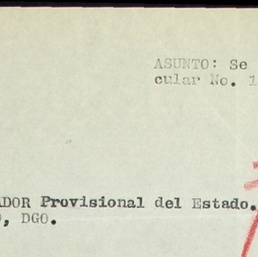 ASUNTO: Se
cular No. 1
ADOR Provisional del Estado.
O, DGO.